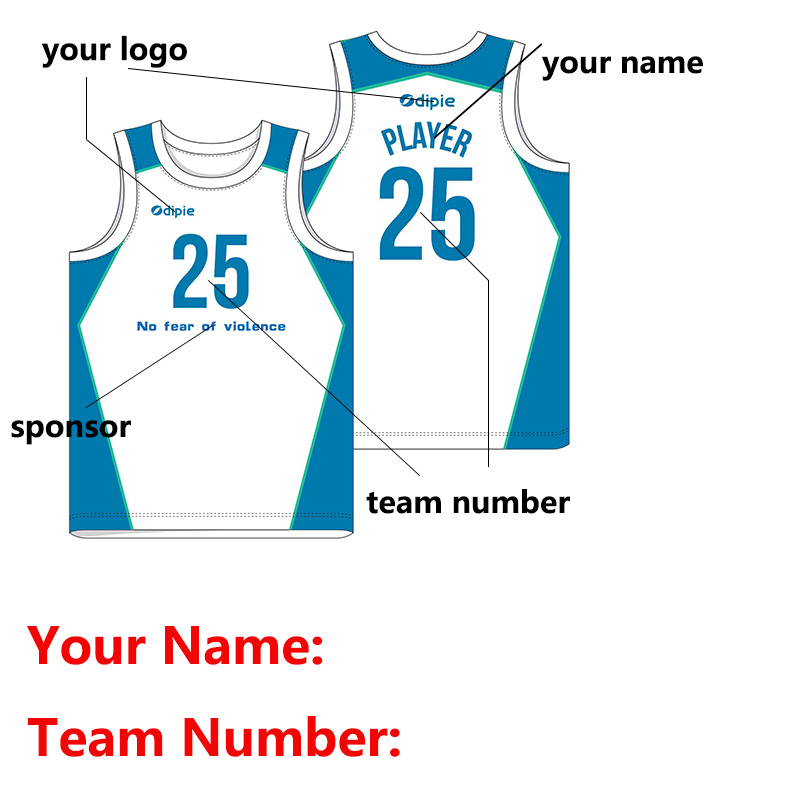 your logo
your name
dipie
PLAYER
25
dipie
25
No fear of violence
sponsor
team number
Your Name:
Team Number: